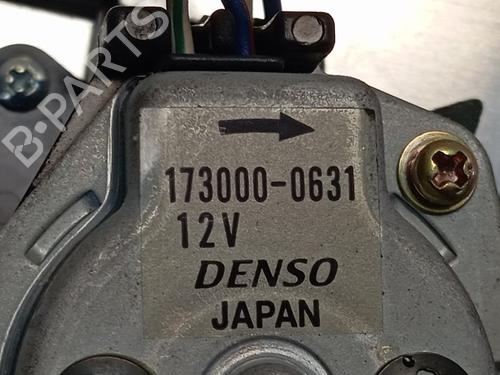 B-PARTS
173000-0631
12V
DENSO
JAPAN